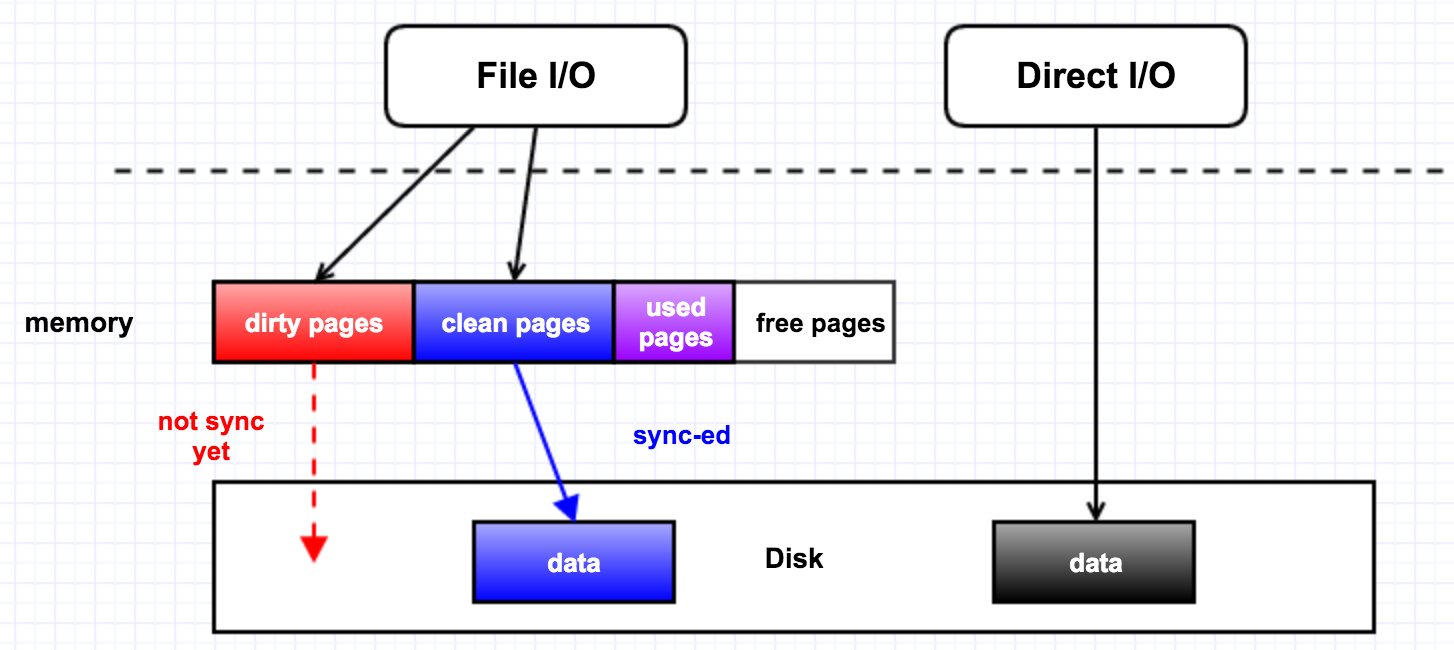 File I/O
Direct I/O
memory
dirty pages
clean pages
used
pages
free pages
not sync
yet
sync-ed
data
Disk
data